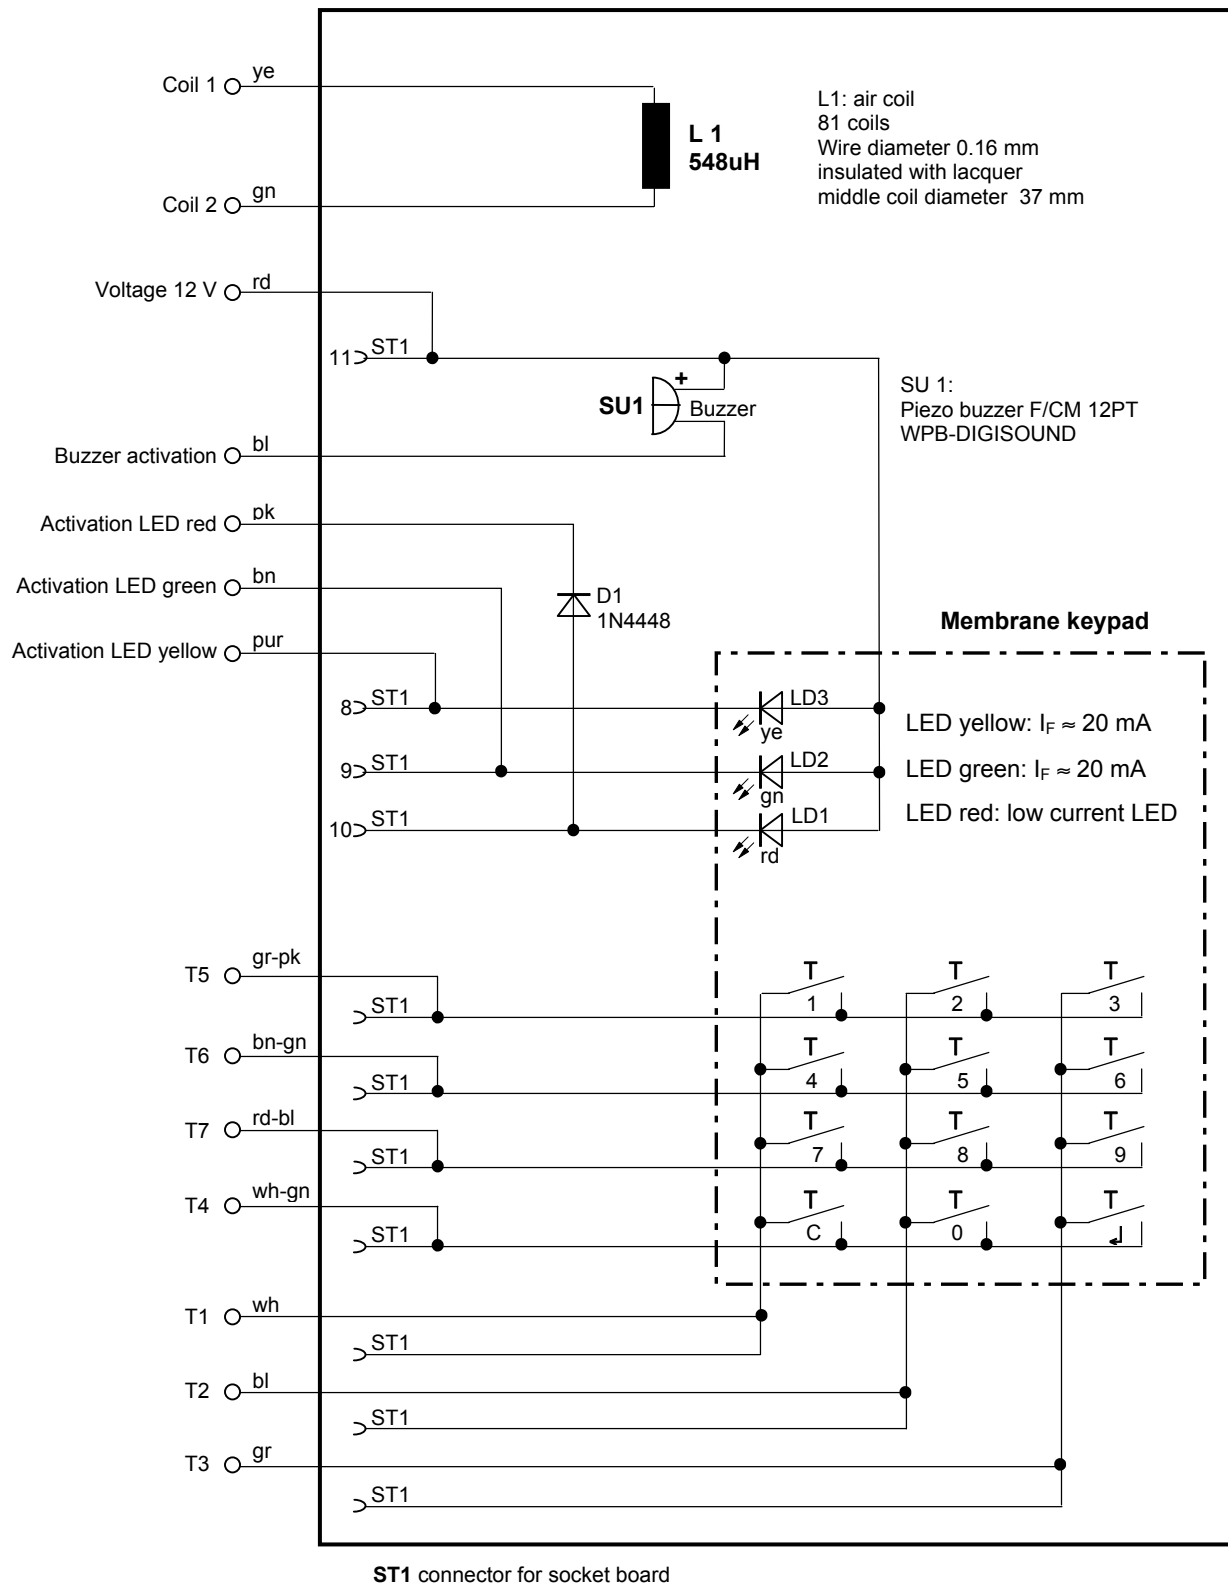 Coil 1 ye
L 1
548uH
L1: air coil
81 coils
Wire diameter 0.16 mm
insulated with lacquer
middle coil diameter 37 mm
Coil 2 gn
Voltage 12 V rd
11 ST1
SU1 + Buzzer
SU 1:
Piezo buzzer F/CM 12PT
WPB-DIGISOUND
Buzzer activation bl
Activation LED red pk
Activation LED green bn
D1
1N4448
Activation LED yellow pur
Membrane keypad
8 ST1 LD3
ye
LED yellow: IF ≈ 20 mA
9 ST1 LD2
gn
LED green: IF ≈ 20 mA
10 ST1 LD1
rd
LED red: low current LED
T5 gr-pk
T T T
ST1 1 2 3
T6 bn-gn
T T T
ST1 4 5 6
T7 rd-bl
T T T
ST1 7 8 9
T4 wh-gn
T T T
ST1 C 0 ↲
T1 wh
ST1
T2 bl
ST1
T3 gr
ST1
ST1 connector for socket board